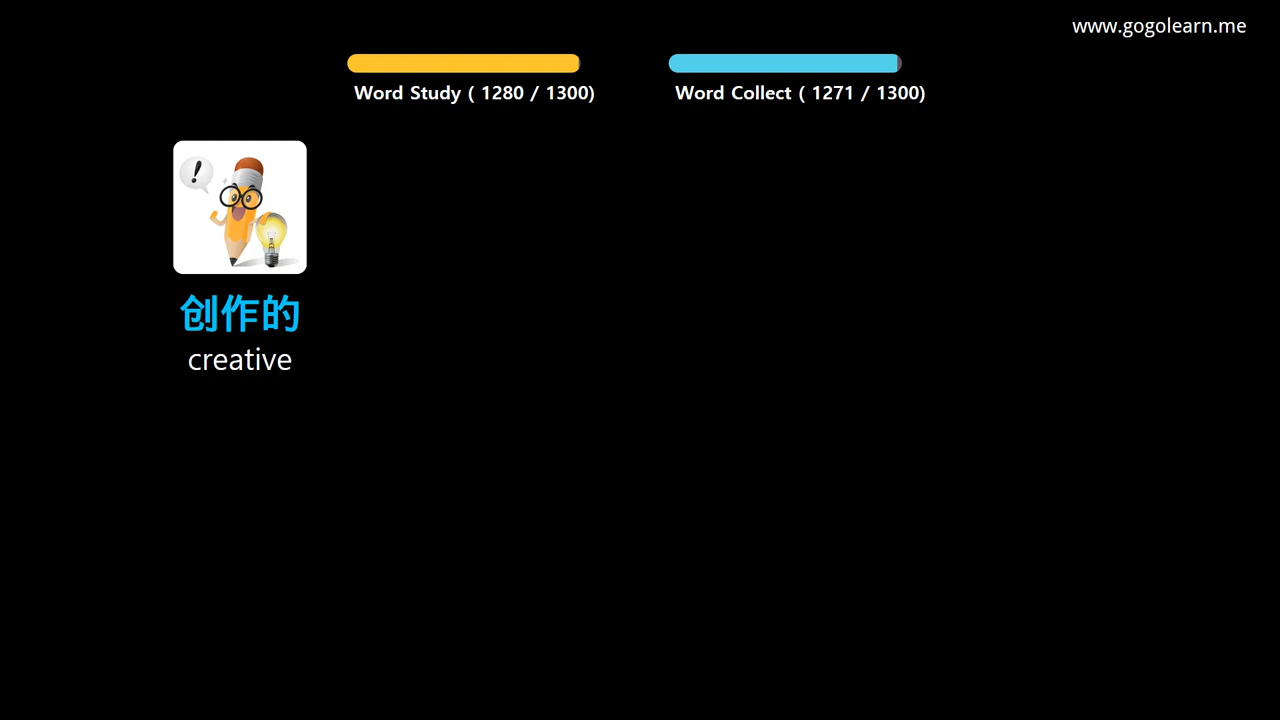 www.gogolearn.me
Word Study ( 1280 / 1300)
Word Collect ( 1271 / 1300)
!
创作的
creative